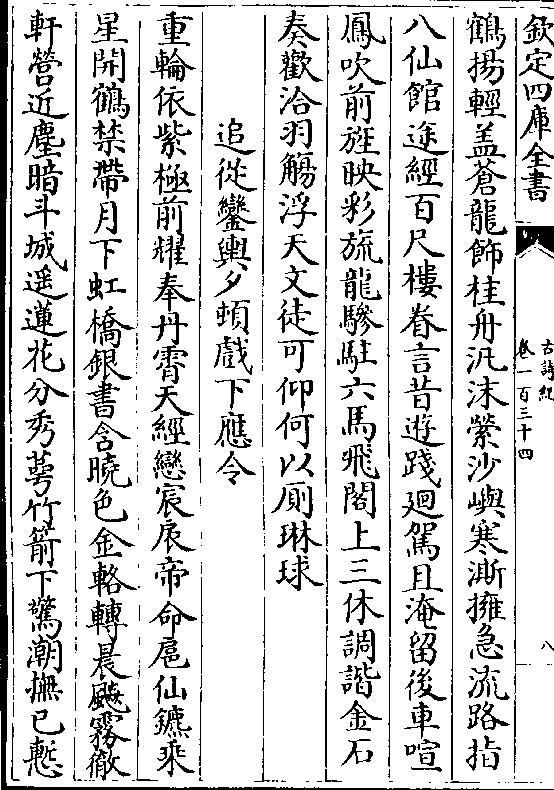 欽定四庫全書
古詩紀
卷一百三十四
八
鶴揚輕蓋蒼龍飾桂舟汎沫縈沙嶼寒澌擁急流路指
八仙館途經百尺樓眷言昔遊踐廻駕且淹留後車喧
鳳吹前旌映彩旒龍驂駐六馬飛閣上三休調諧金石
奏歡洽羽觴浮天文徒可仰何以厠琳球
追從鑾輿夕頓戲下應令
重輪依紫極前耀奉丹霄天經戀宸扆帝命扈仙鑣乘
星開鶴禁帶月下虹橋銀書含曉色金輅轉晨飇霧徹
軒營近塵暗斗城遥蓮花分秀萼竹箭下驚潮撫已慙